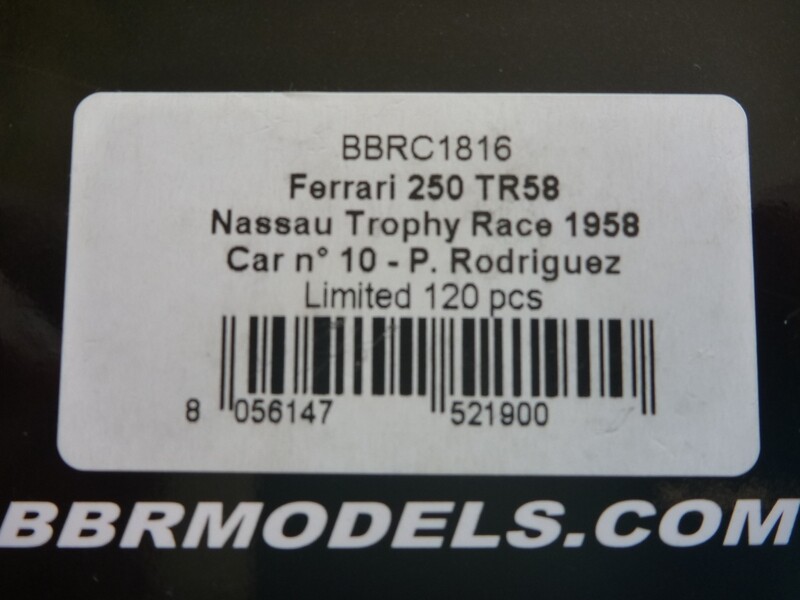 BBRC1816
Ferrari 250 TR58
Nassau Trophy Race 1958
Car n° 10 - P. Rodriguez
Limited 120 pcs
8 056147 521900
BBRMODELS.COM